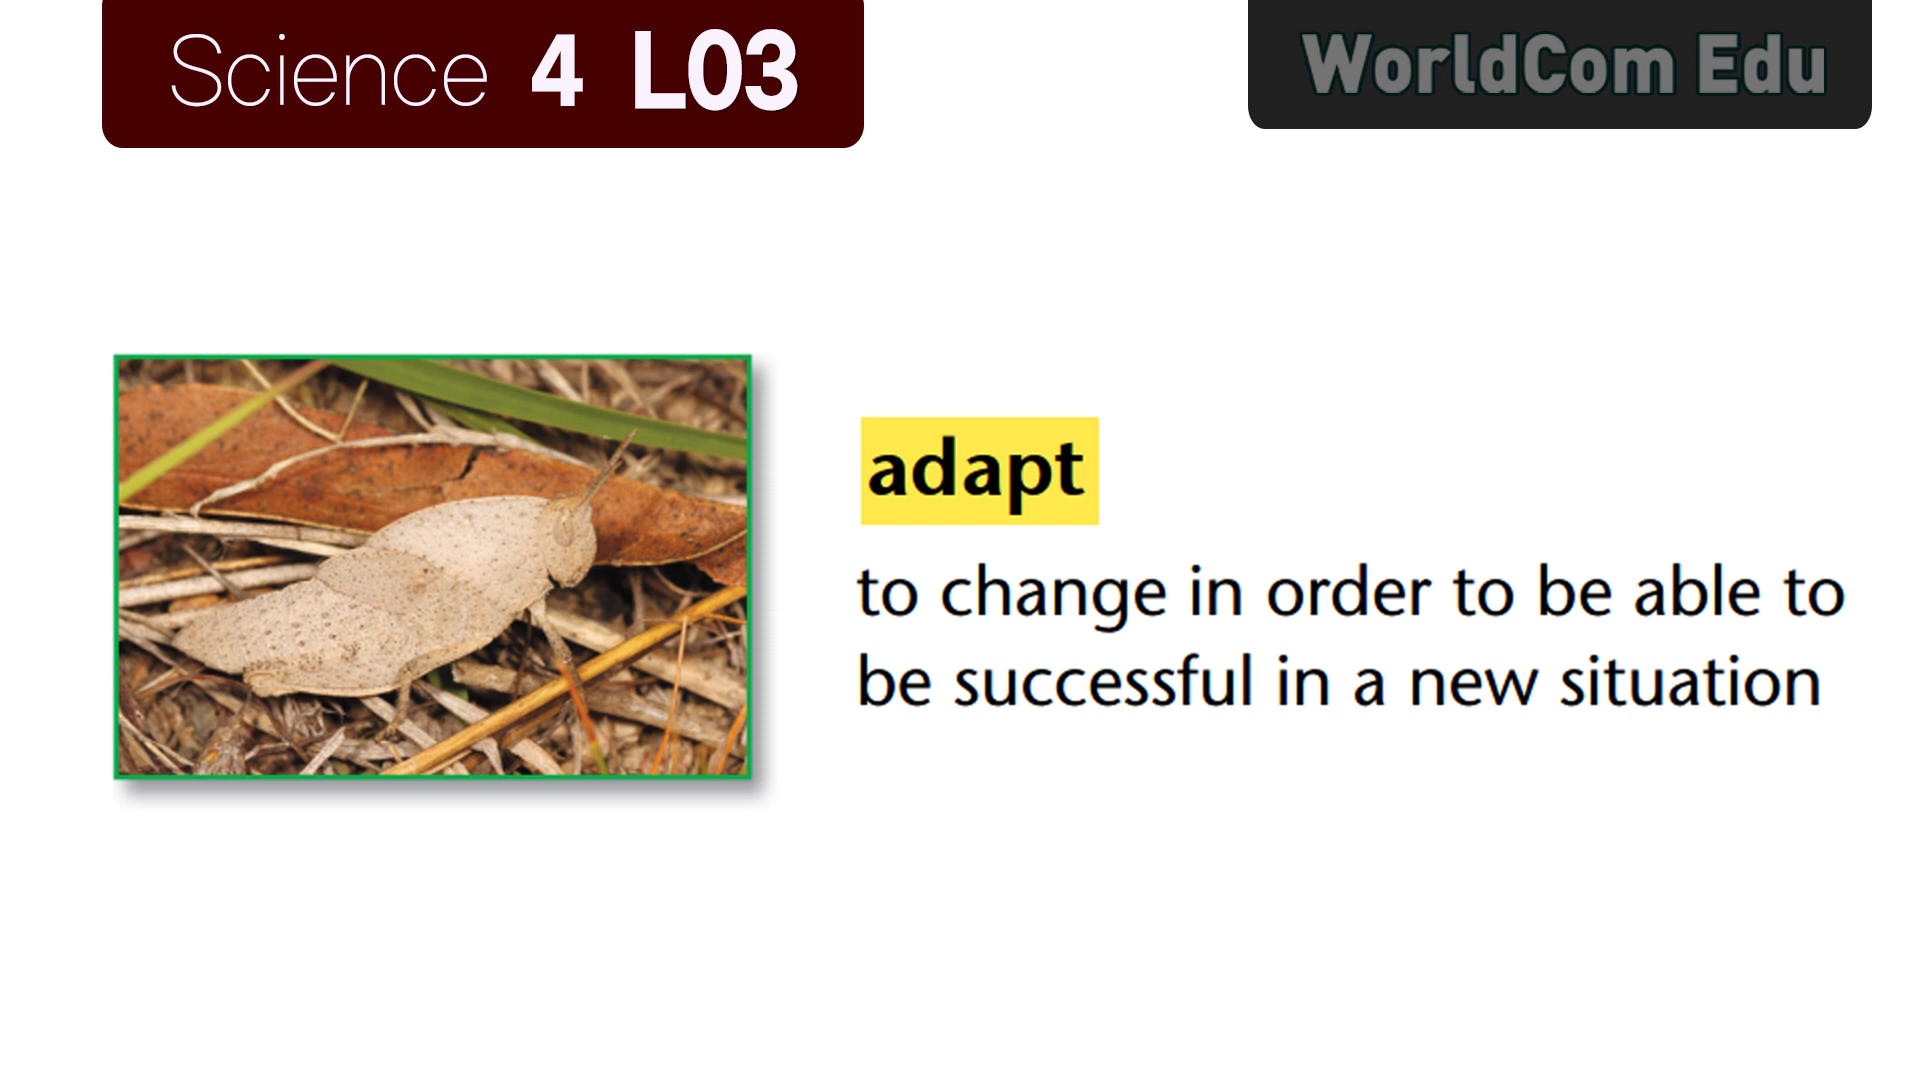 Science 4 L03
WorldCom Edu
adapt
to change in order to be able to
be successful in a new situation